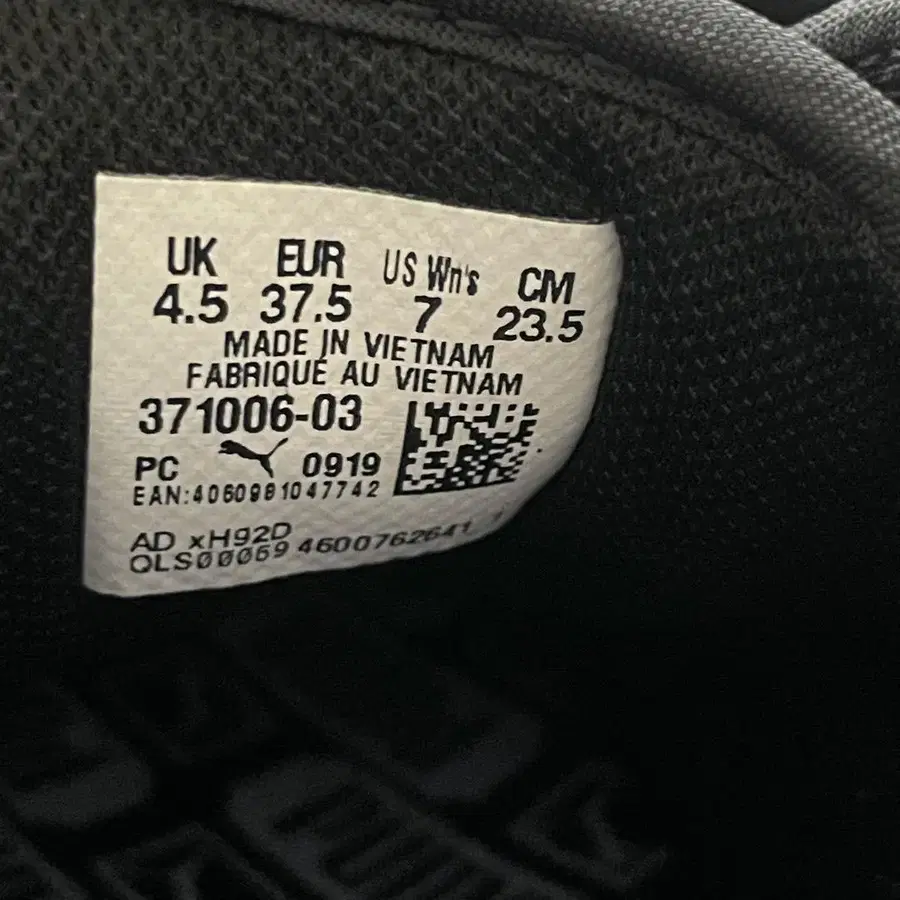 UK EUR US Wn's CM
4.5 37.5 7 23.5
MADE IN VIETNAM
FABRIQUÉ AU VIETNAM
371006-03
PC 0919
EAN:4060981047742
AD xH92D
QLS00069 4600762641 1